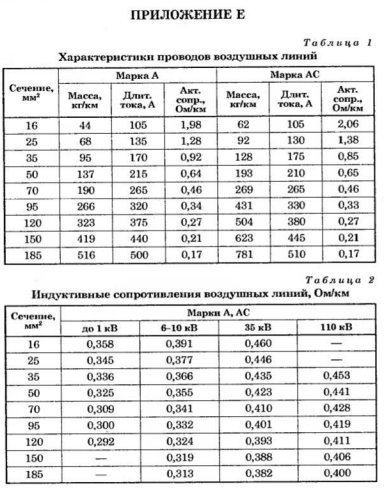 ПРИЛОЖЕНИЕ Е
Таблица 1
Характеристики проводов воздушных линий
Сечение, мм² Марка А Марка АС
Масса, кг/км Длит. тока, А Акт. сопр., Ом/км Масса, кг/км Длит. тока, А Акт. сопр., Ом/км
16 44 105 1,98 62 105 2,06
25 68 135 1,28 92 130 1,38
35 95 170 0,92 128 175 0,85
50 137 215 0,64 193 210 0,65
70 190 265 0,46 269 265 0,46
95 266 320 0,34 431 330 0,33
120 323 375 0,27 504 380 0,27
150 419 440 0,21 623 445 0,21
185 516 500 0,17 781 510 0,17
Таблица 2
Индуктивные сопротивления воздушных линий, Ом/км
Сечение, мм² Марки А, АС
до 1 кВ 6–10 кВ 35 кВ 110 кВ
16 0,358 0,391 0,460 —
25 0,345 0,377 0,446 —
35 0,336 0,366 0,435 0,453
50 0,325 0,355 0,423 0,441
70 0,309 0,341 0,410 0,428
95 0,300 0,332 0,401 0,419
120 0,292 0,324 0,393 0,411
150 — 0,319 0,388 0,406
185 — 0,313 0,382 0,400